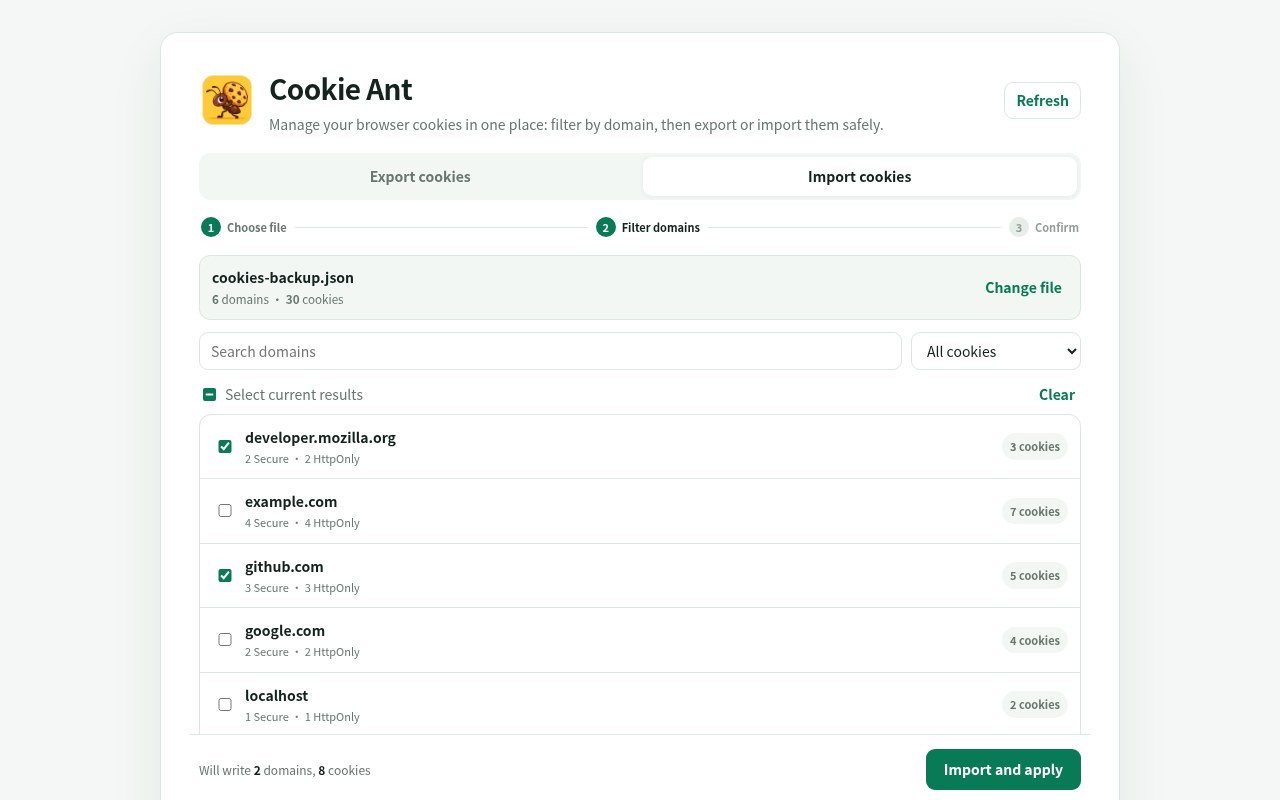 Cookie Ant
Manage your browser cookies in one place: filter by domain, then export or import them safely.
Refresh
Export cookies
Import cookies
1 Choose file
2 Filter domains
3 Confirm
cookies-backup.json
6 domains • 30 cookies
Change file
Search domains
All cookies
Select current results
Clear
developer.mozilla.org
2 Secure • 2 HttpOnly
3 cookies
example.com
4 Secure • 4 HttpOnly
7 cookies
github.com
3 Secure • 3 HttpOnly
5 cookies
google.com
2 Secure • 2 HttpOnly
4 cookies
localhost
1 Secure • 1 HttpOnly
2 cookies
Will write 2 domains, 8 cookies
Import and apply